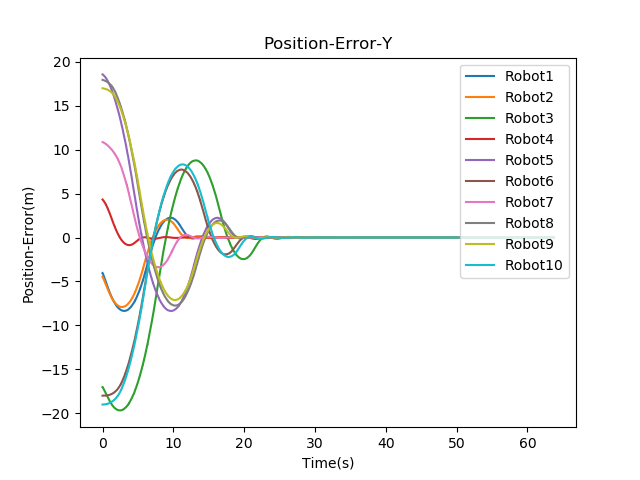 Position-Error-Y
Position-Error(m)
20
15
10
5
0
−5
−10
−15
−20
Robot1
Robot2
Robot3
Robot4
Robot5
Robot6
Robot7
Robot8
Robot9
Robot10
0 10 20 30 40 50 60
Time(s)